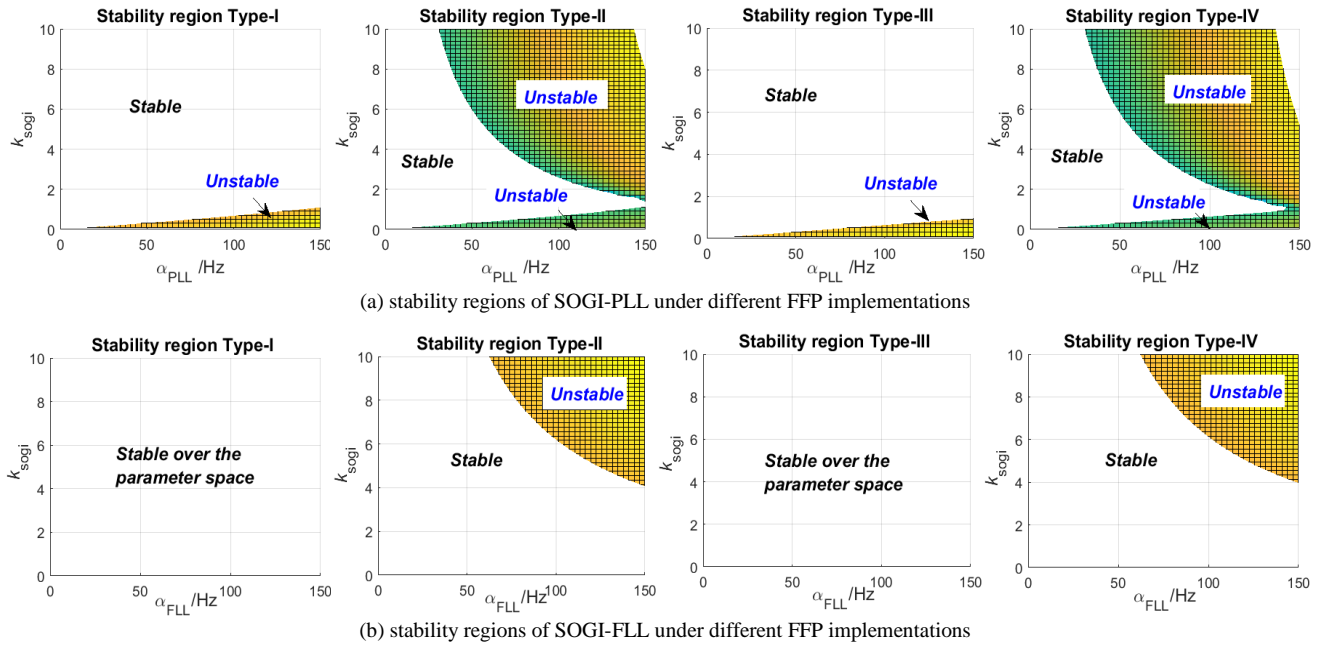 Stability region Type-I
Stability region Type-II
Stability region Type-III
Stability region Type-IV
k_sogi
10
8
6
4
2
0
Stable
Unstable
0
50
100
150
α_PLL /Hz
k_sogi
10
8
6
4
2
0
Unstable
Stable
Unstable
0
50
100
150
α_PLL /Hz
k_sogi
10
8
6
4
2
0
Stable
Unstable
0
50
100
150
α_PLL /Hz
k_sogi
10
8
6
4
2
0
Unstable
Stable
Unstable
0
50
100
150
α_PLL /Hz
(a) stability regions of SOGI-PLL under different FFP implementations
Stability region Type-I
Stability region Type-II
Stability region Type-III
Stability region Type-IV
k_sogi
10
8
6
4
2
0
Stable over the
parameter space
0
50
100
150
α_FLL/Hz
k_sogi
10
8
6
4
2
0
Unstable
Stable
0
50
100
150
α_FLL/Hz
k_sogi
10
8
6
4
2
0
Stable over the
parameter space
0
50
100
150
α_FLL/Hz
k_sogi
10
8
6
4
2
0
Unstable
Stable
0
50
100
150
α_FLL/Hz
(b) stability regions of SOGI-FLL under different FFP implementations